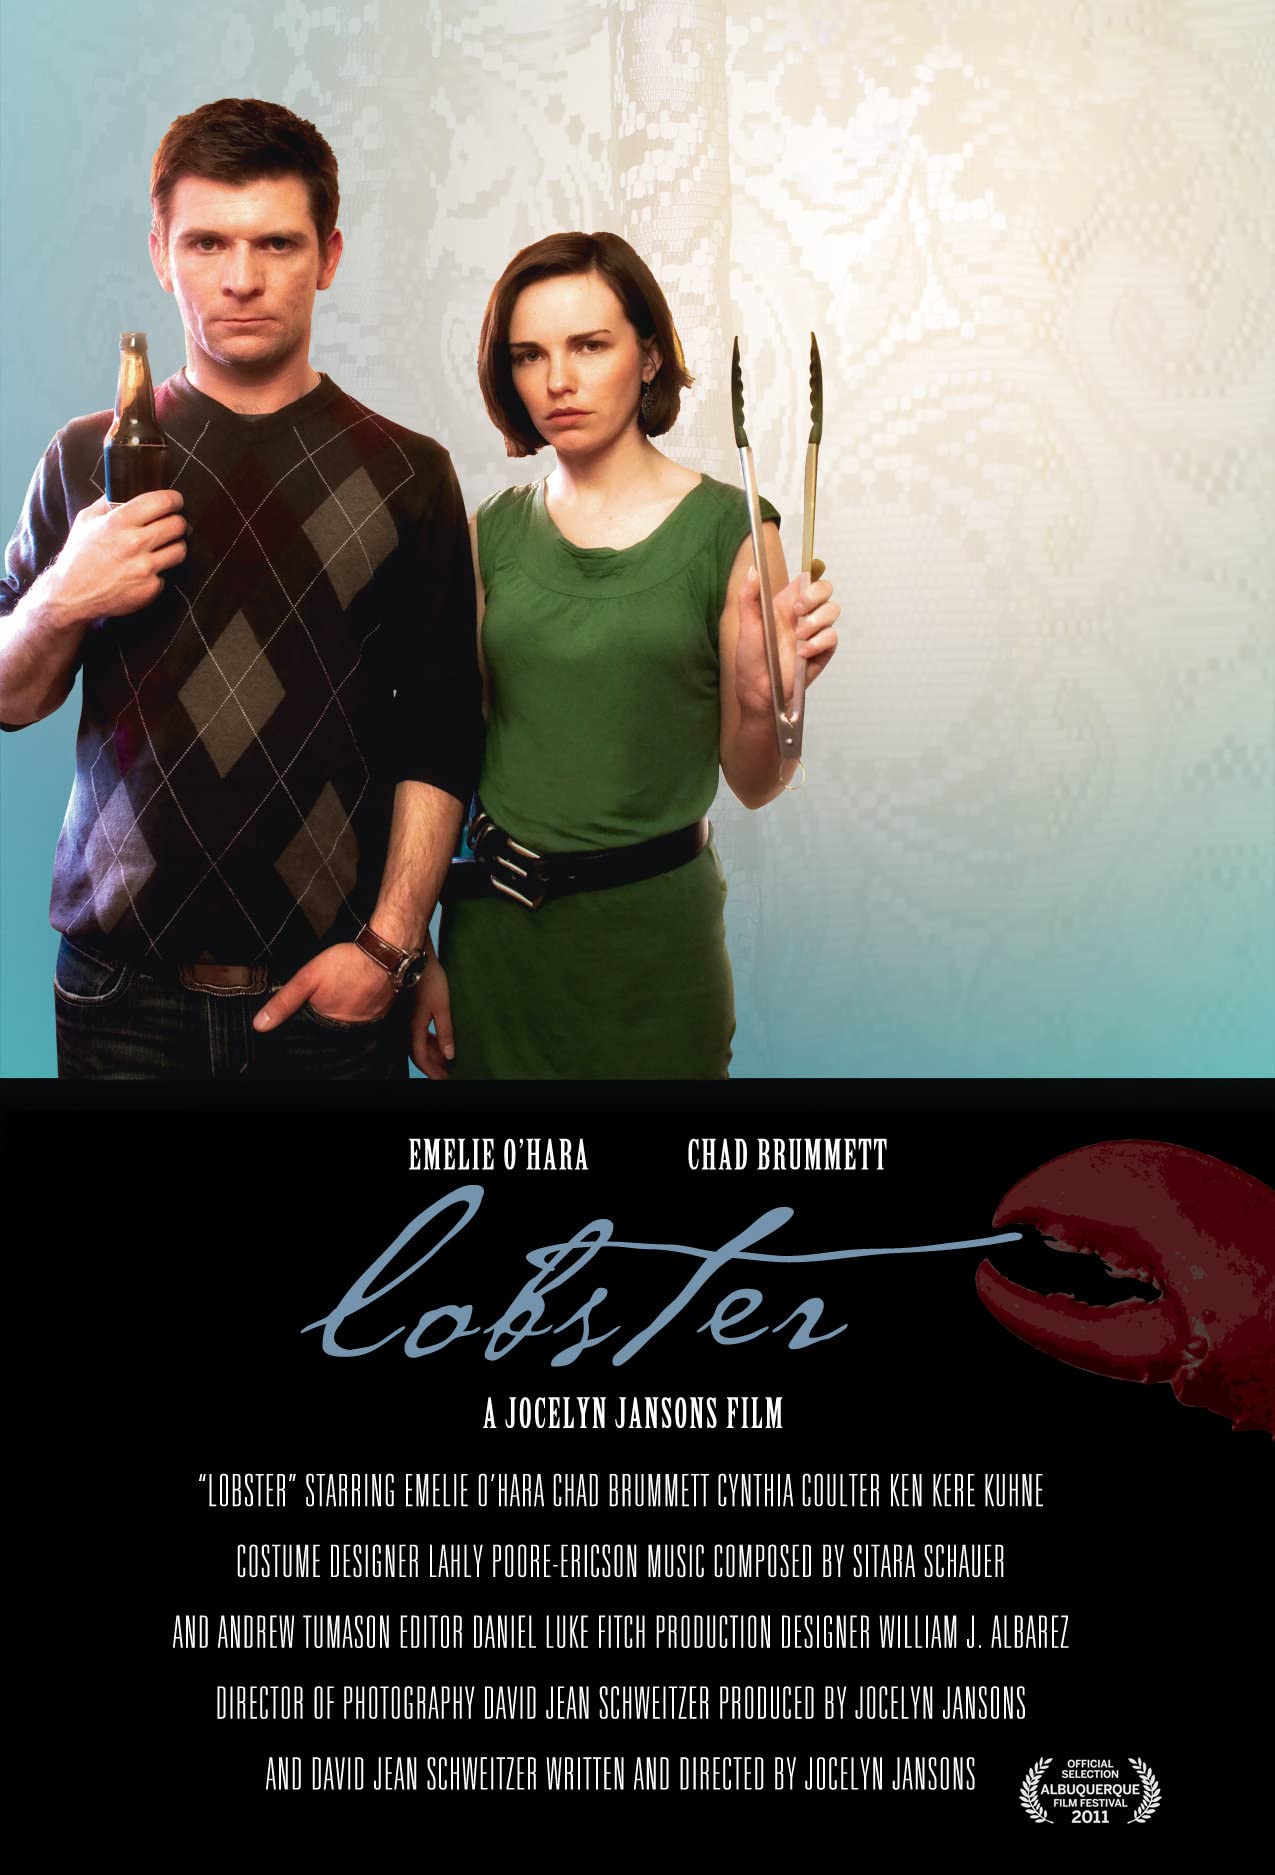 EMELIE O'HARA CHAD BRUMMETT
lobster
A JOCELYN JANSONS FILM
"LOBSTER" STARRING EMELIE O'HARA CHAD BRUMMETT CYNTHIA COULTER KEN KERE KUHNE
COSTUME DESIGNER LAHLY POORE-ERICSON MUSIC COMPOSED BY SITARA SCHAUER
AND ANDREW TUMASON EDITOR DANIEL LUKE FITCH PRODUCTION DESIGNER WILLIAM J. ALBAREZ
DIRECTOR OF PHOTOGRAPHY DAVID JEAN SCHWEITZER PRODUCED BY JOCELYN JANSONS
AND DAVID JEAN SCHWEITZER WRITTEN AND DIRECTED BY JOCELYN JANSONS
OFFICIAL
SELECTION
ALBUQUERQUE
FILM FESTIVAL
2011